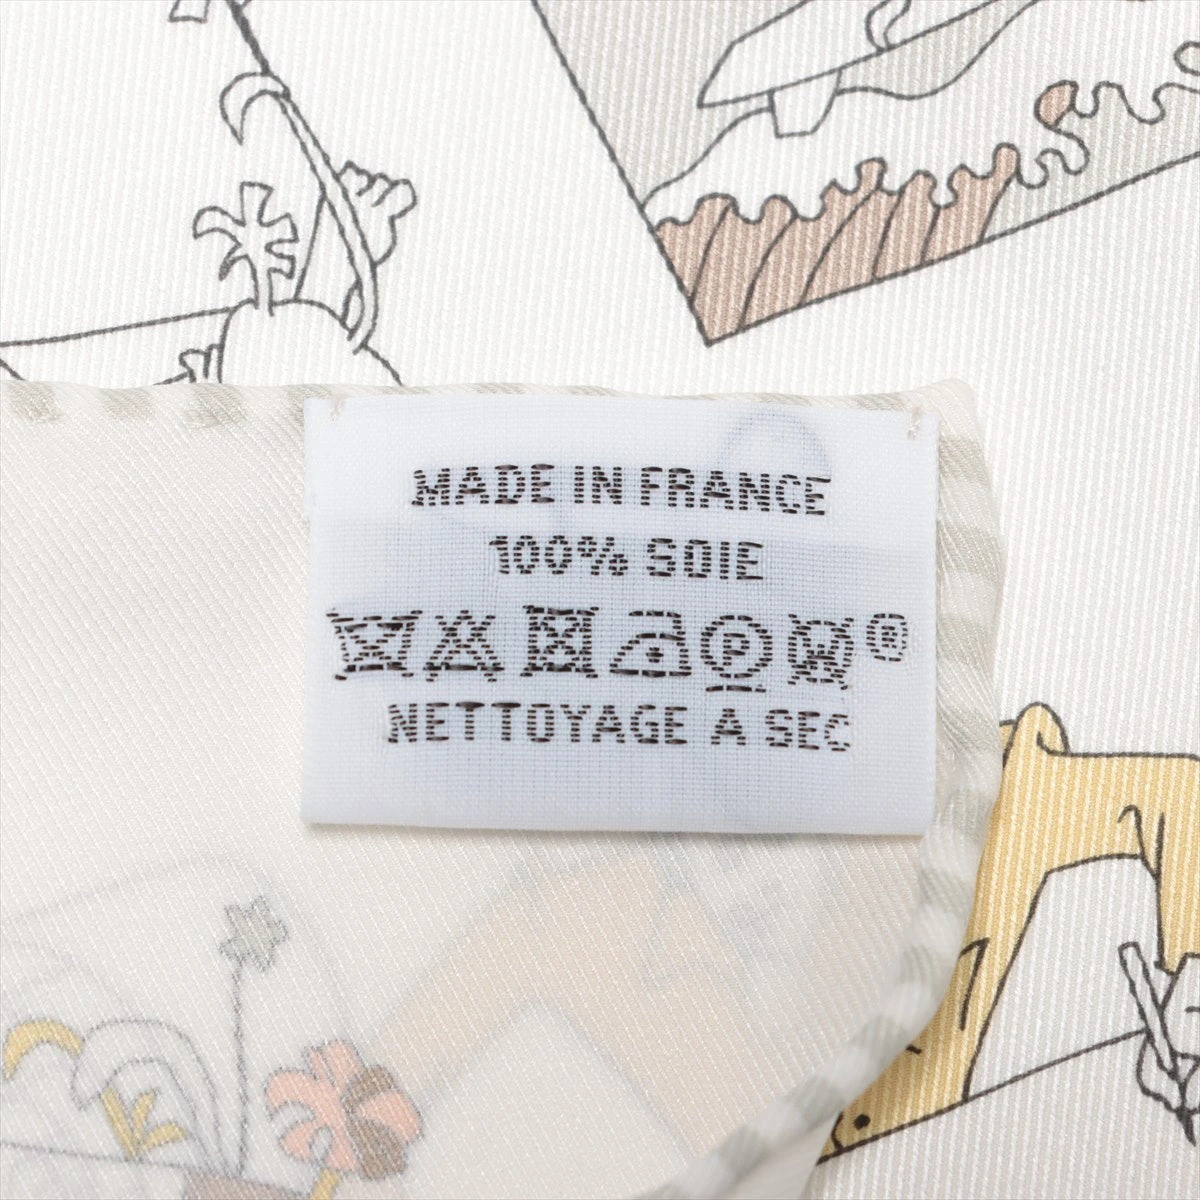 MADE IN FRANCE
100% SOIE
P ®
NETTOYAGE A SEC